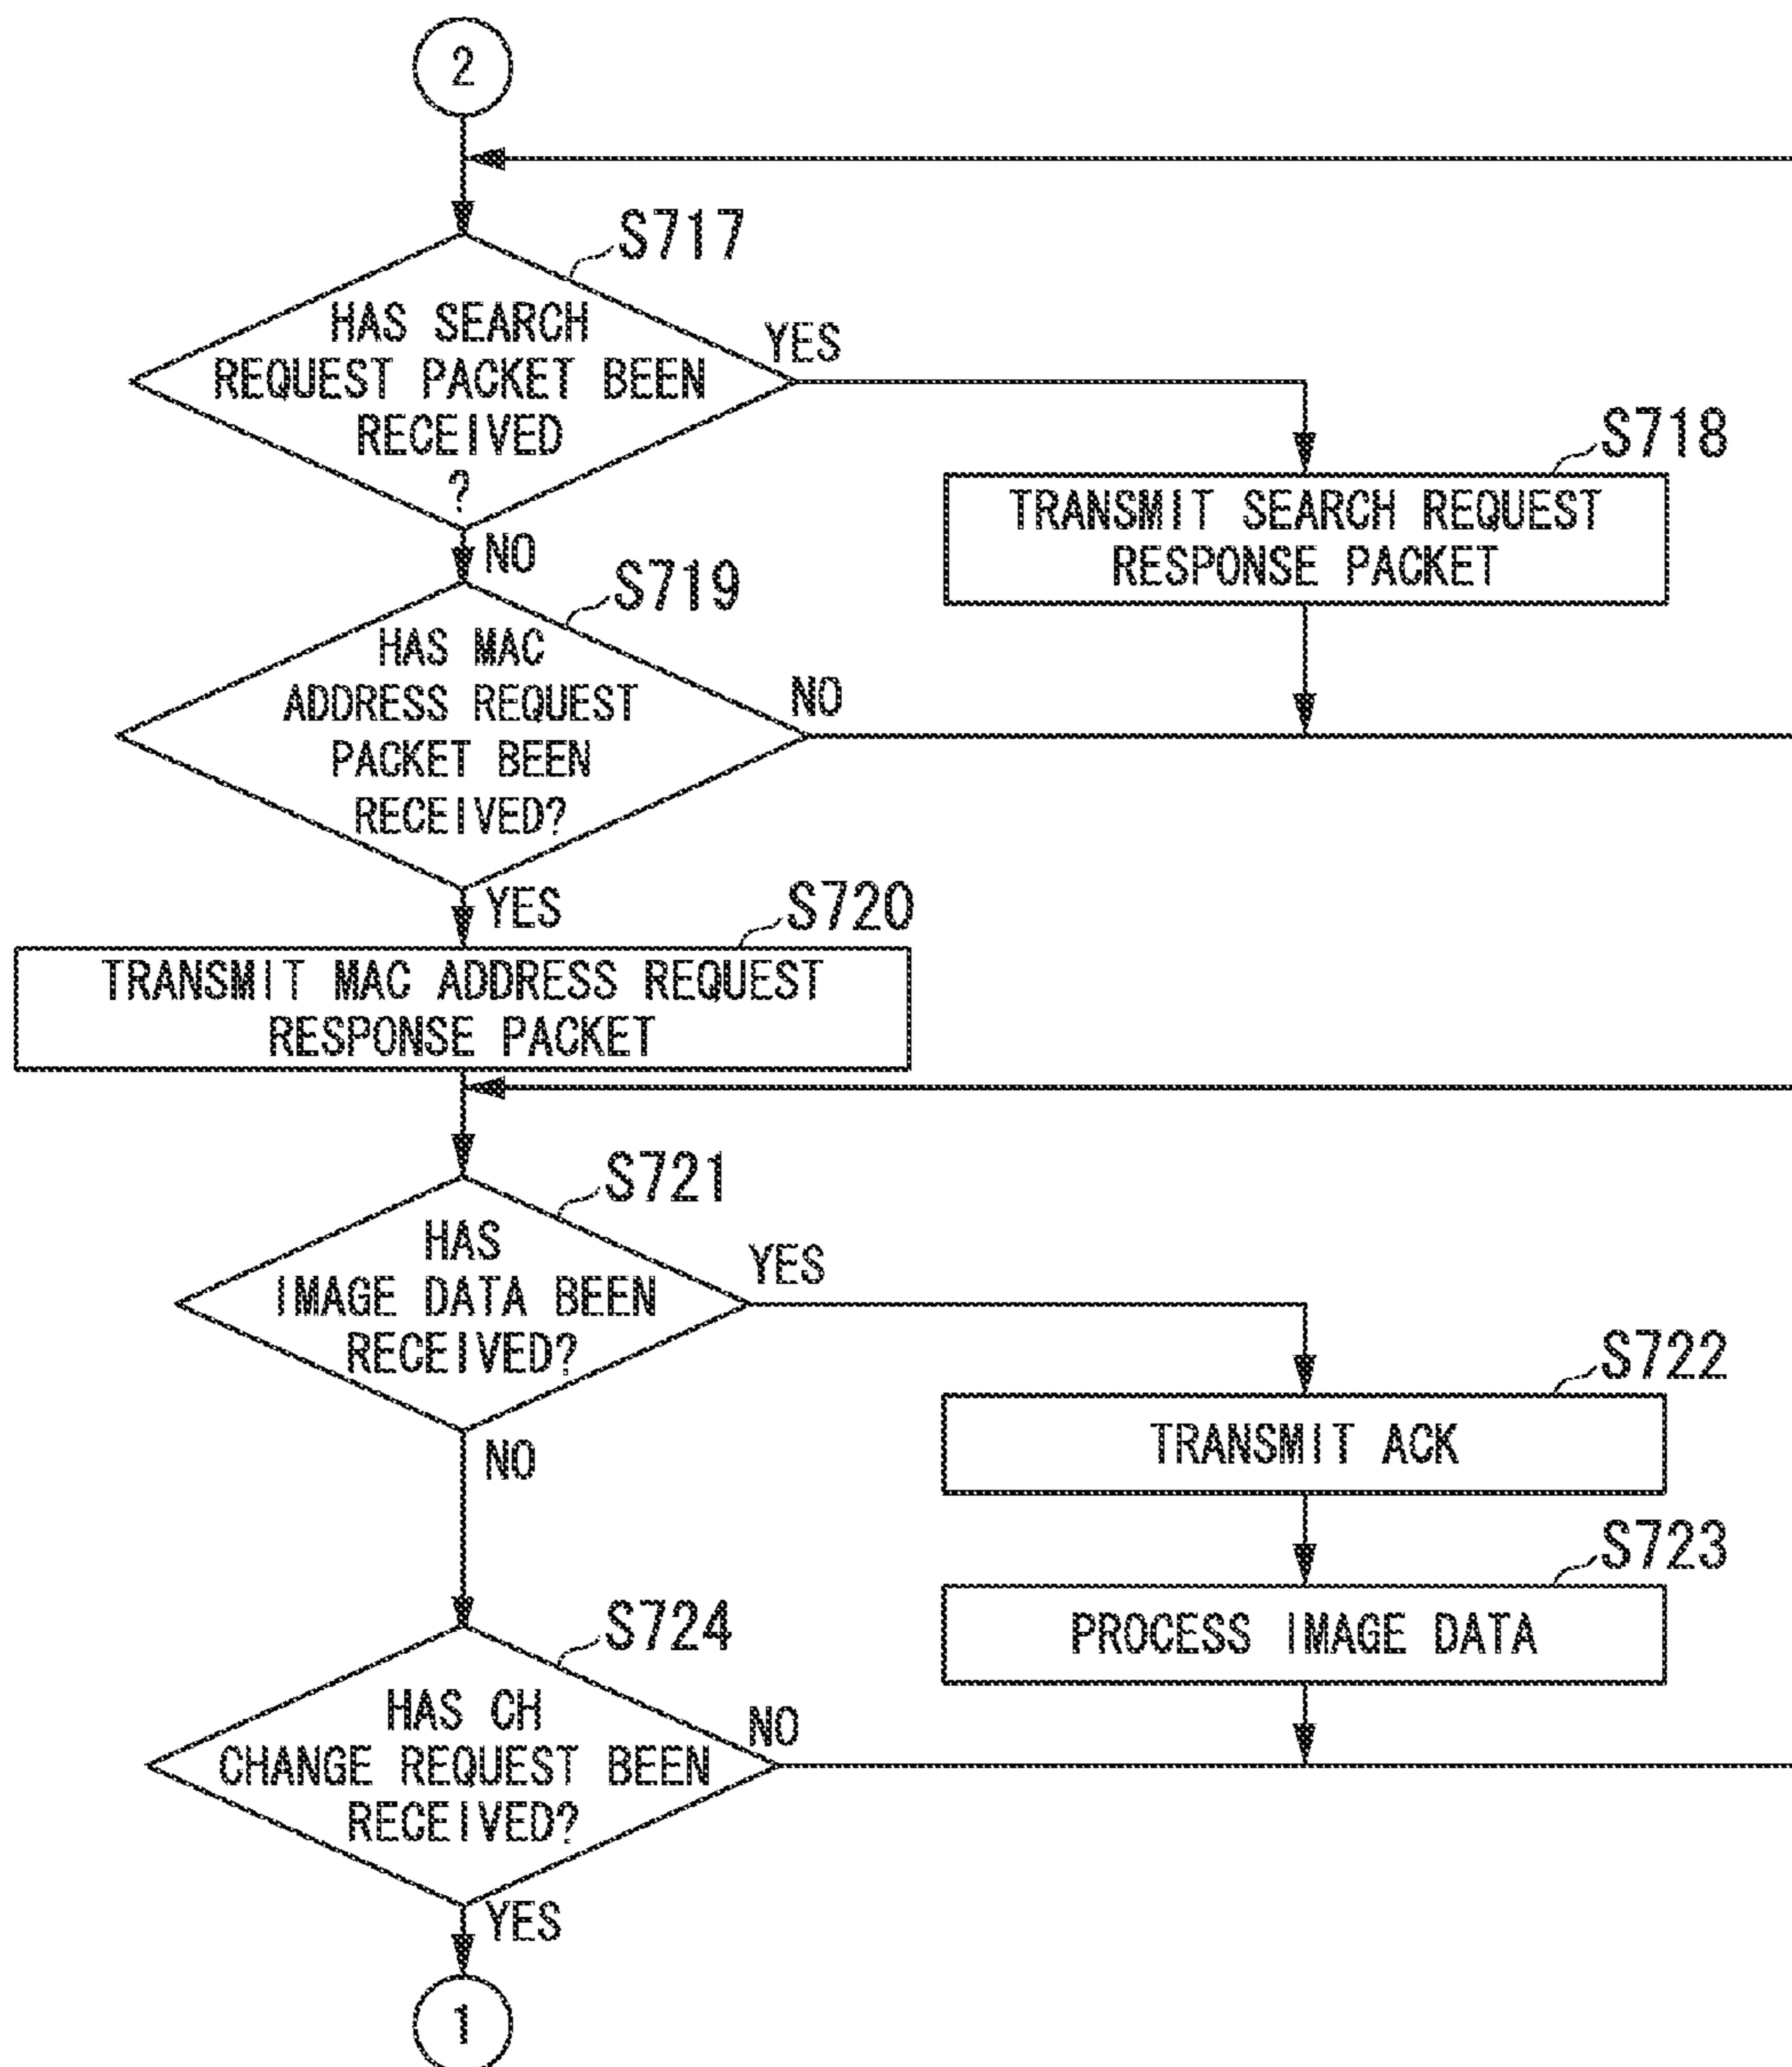 2
S717
HAS SEARCH
REQUEST PACKET BEEN
RECEIVED
?
YES
S718
TRANSMIT SEARCH REQUEST
RESPONSE PACKET
NO
S719
HAS MAC
ADDRESS REQUEST
PACKET BEEN
RECEIVED?
NO
YES
S720
TRANSMIT MAC ADDRESS REQUEST
RESPONSE PACKET
S721
HAS
IMAGE DATA BEEN
RECEIVED?
YES
S722
TRANSMIT ACK
NO
S723
PROCESS IMAGE DATA
S724
HAS CH
CHANGE REQUEST BEEN
RECEIVED?
NO
YES
1